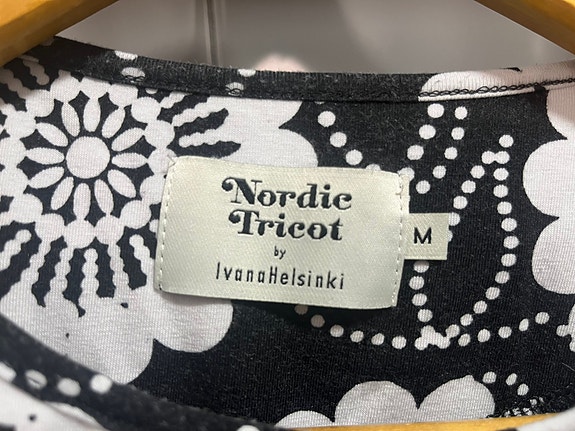 Nordic
Tricot
by
IvanaHelsinki
M